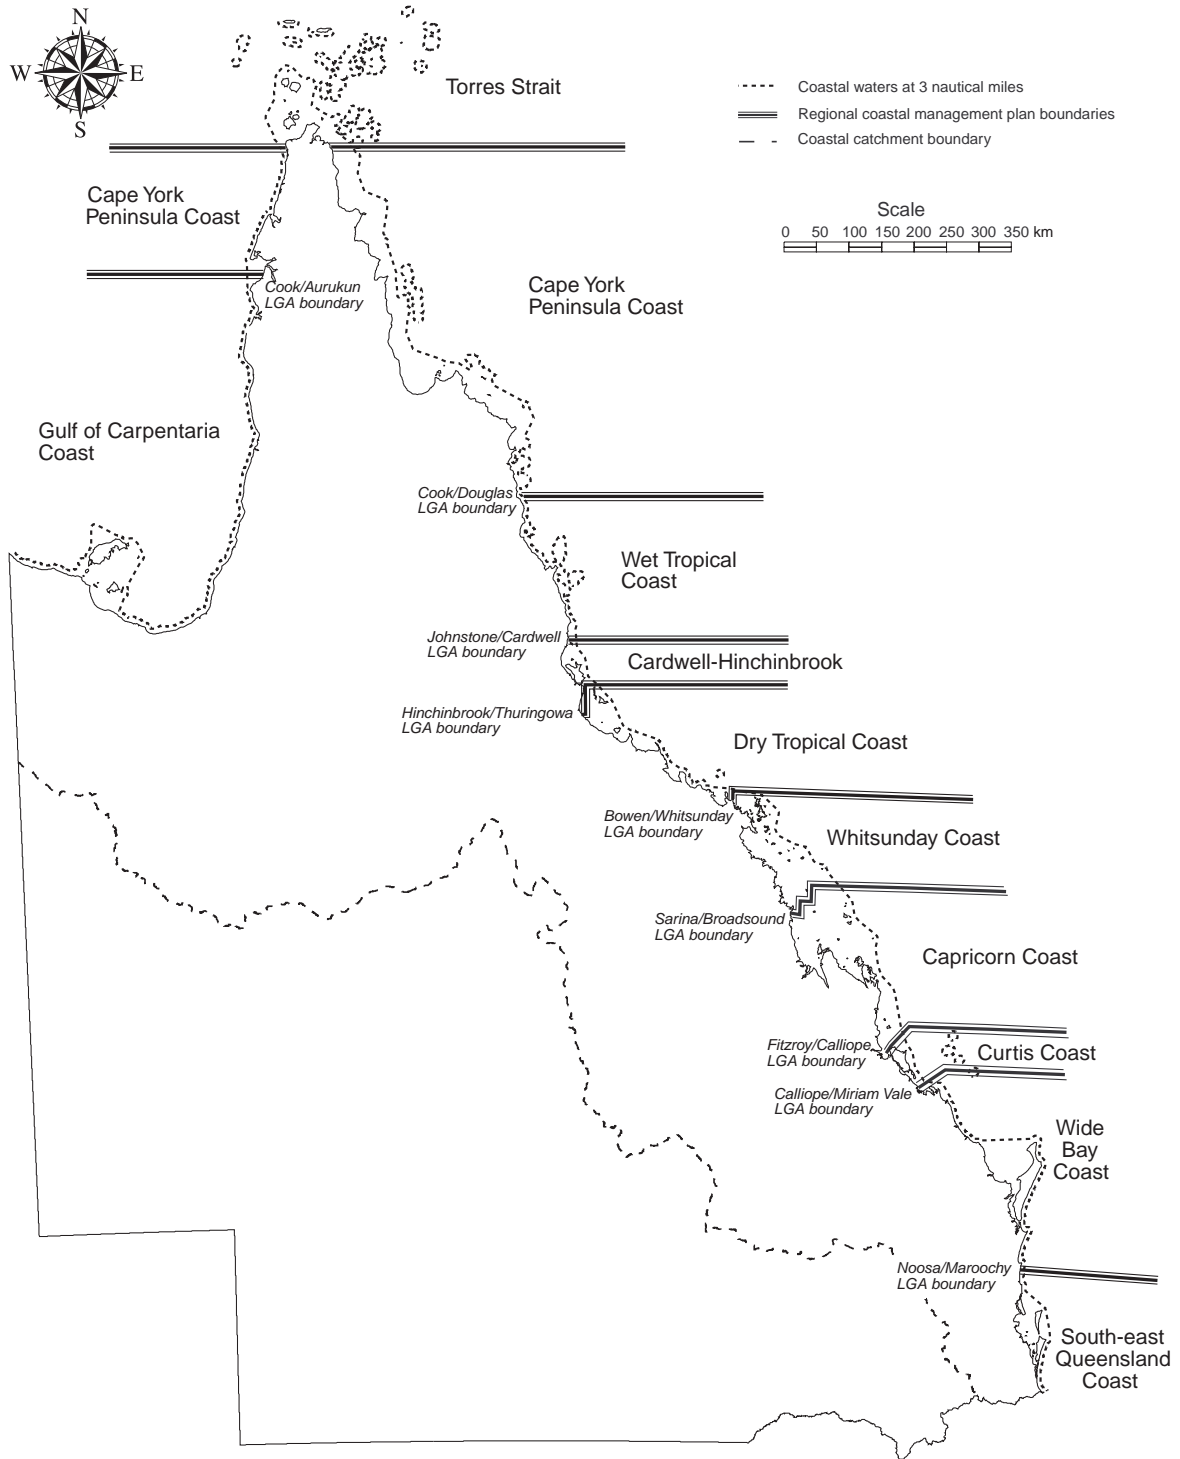 N
W
E
S
Torres Strait
Coastal waters at 3 nautical miles
Regional coastal management plan boundaries
Coastal catchment boundary
Scale
0 50 100 150 200 250 300 350 km
Cape York
Peninsula Coast
Cook/Aurukun
LGA boundary
Cape York
Peninsula Coast
Gulf of Carpentaria
Coast
Cook/Douglas
LGA boundary
Wet Tropical
Coast
Johnstone/Cardwell
LGA boundary
Cardwell-Hinchinbrook
Hinchinbrook/Thuringowa
LGA boundary
Dry Tropical Coast
Bowen/Whitsunday
LGA boundary
Whitsunday Coast
Sarina/Broadsound
LGA boundary
Capricorn Coast
Fitzroy/Calliope
LGA boundary
Curtis Coast
Calliope/Miriam Vale
LGA boundary
Wide
Bay
Coast
Noosa/Maroochy
LGA boundary
South-east
Queensland
Coast